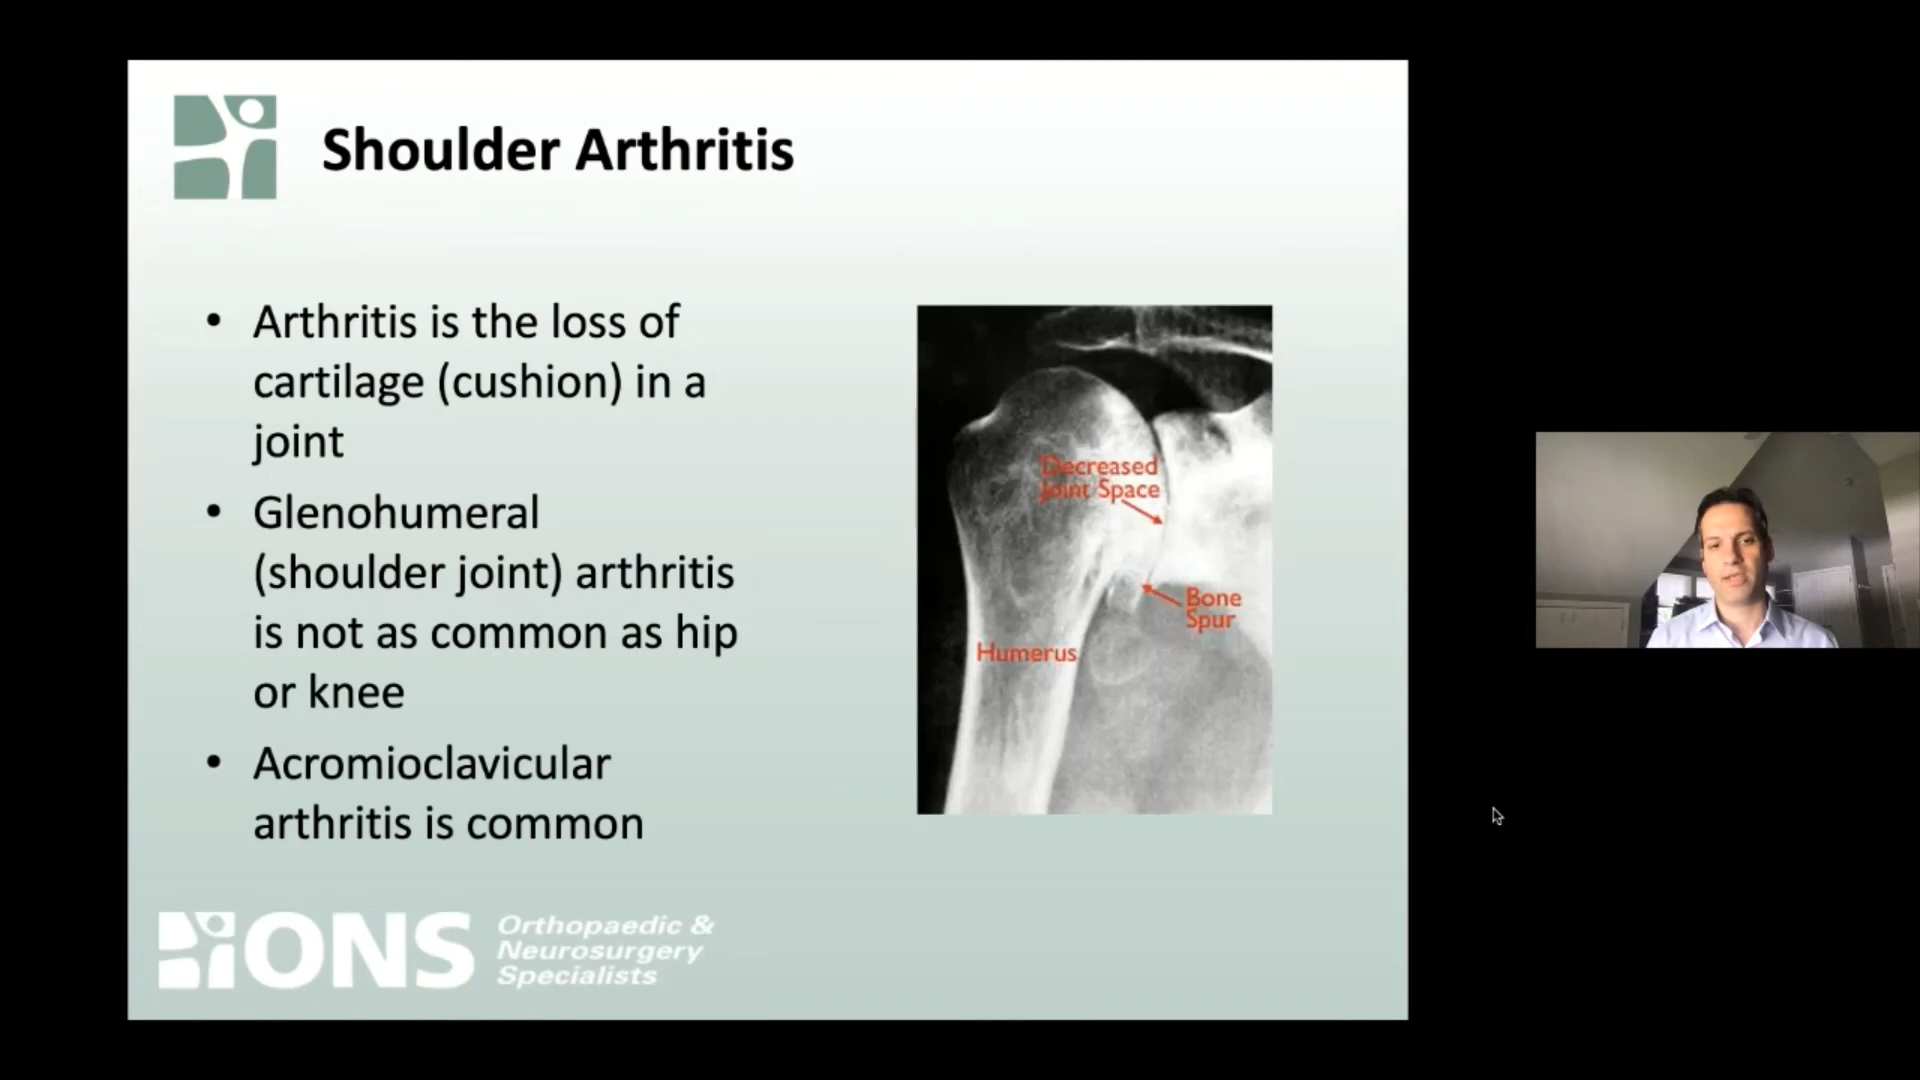 Shoulder Arthritis
• Arthritis is the loss of
cartilage (cushion) in a
joint
• Glenohumeral
(shoulder joint) arthritis
is not as common as hip
or knee
• Acromioclavicular
arthritis is common
Decreased
Joint Space
Bone
Spur
Humerus
IONS
Orthopaedic &
Neurosurgery
Specialists